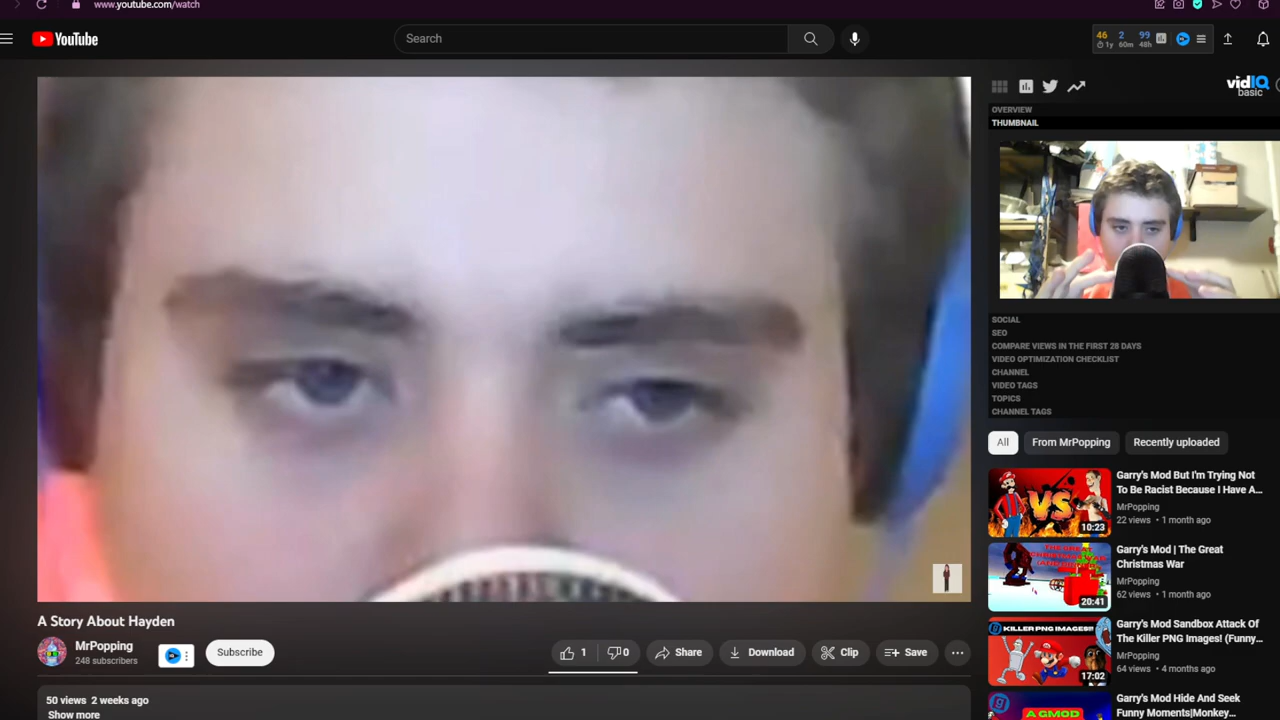 www.youtube.com/watch
YouTube
Search
46 2 99
1y 60m 48h
vidIQ
basic
OVERVIEW
THUMBNAIL
SOCIAL
SEO
COMPARE VIEWS IN THE FIRST 28 DAYS
VIDEO OPTIMIZATION CHECKLIST
CHANNEL
VIDEO TAGS
TOPICS
CHANNEL TAGS
All From MrPopping Recently uploaded
VS
10:23
Garry's Mod But I'm Trying Not
To Be Racist Because I Have A...
MrPopping
22 views • 1 month ago
THE GREAT
20:41
Garry's Mod | The Great
Christmas War
MrPopping
62 views • 1 month ago
KILLER PNG IMAGES!!
17:02
Garry's Mod Sandbox Attack Of
The Killer PNG Images! (Funny...
MrPopping
64 views • 4 months ago
A GMOD
Garry's Mod Hide And Seek
Funny Moments|Monkey...
A Story About Hayden
MrPopping
248 subscribers
Subscribe
1 0 Share Download Clip Save
50 views 2 weeks ago
Show more